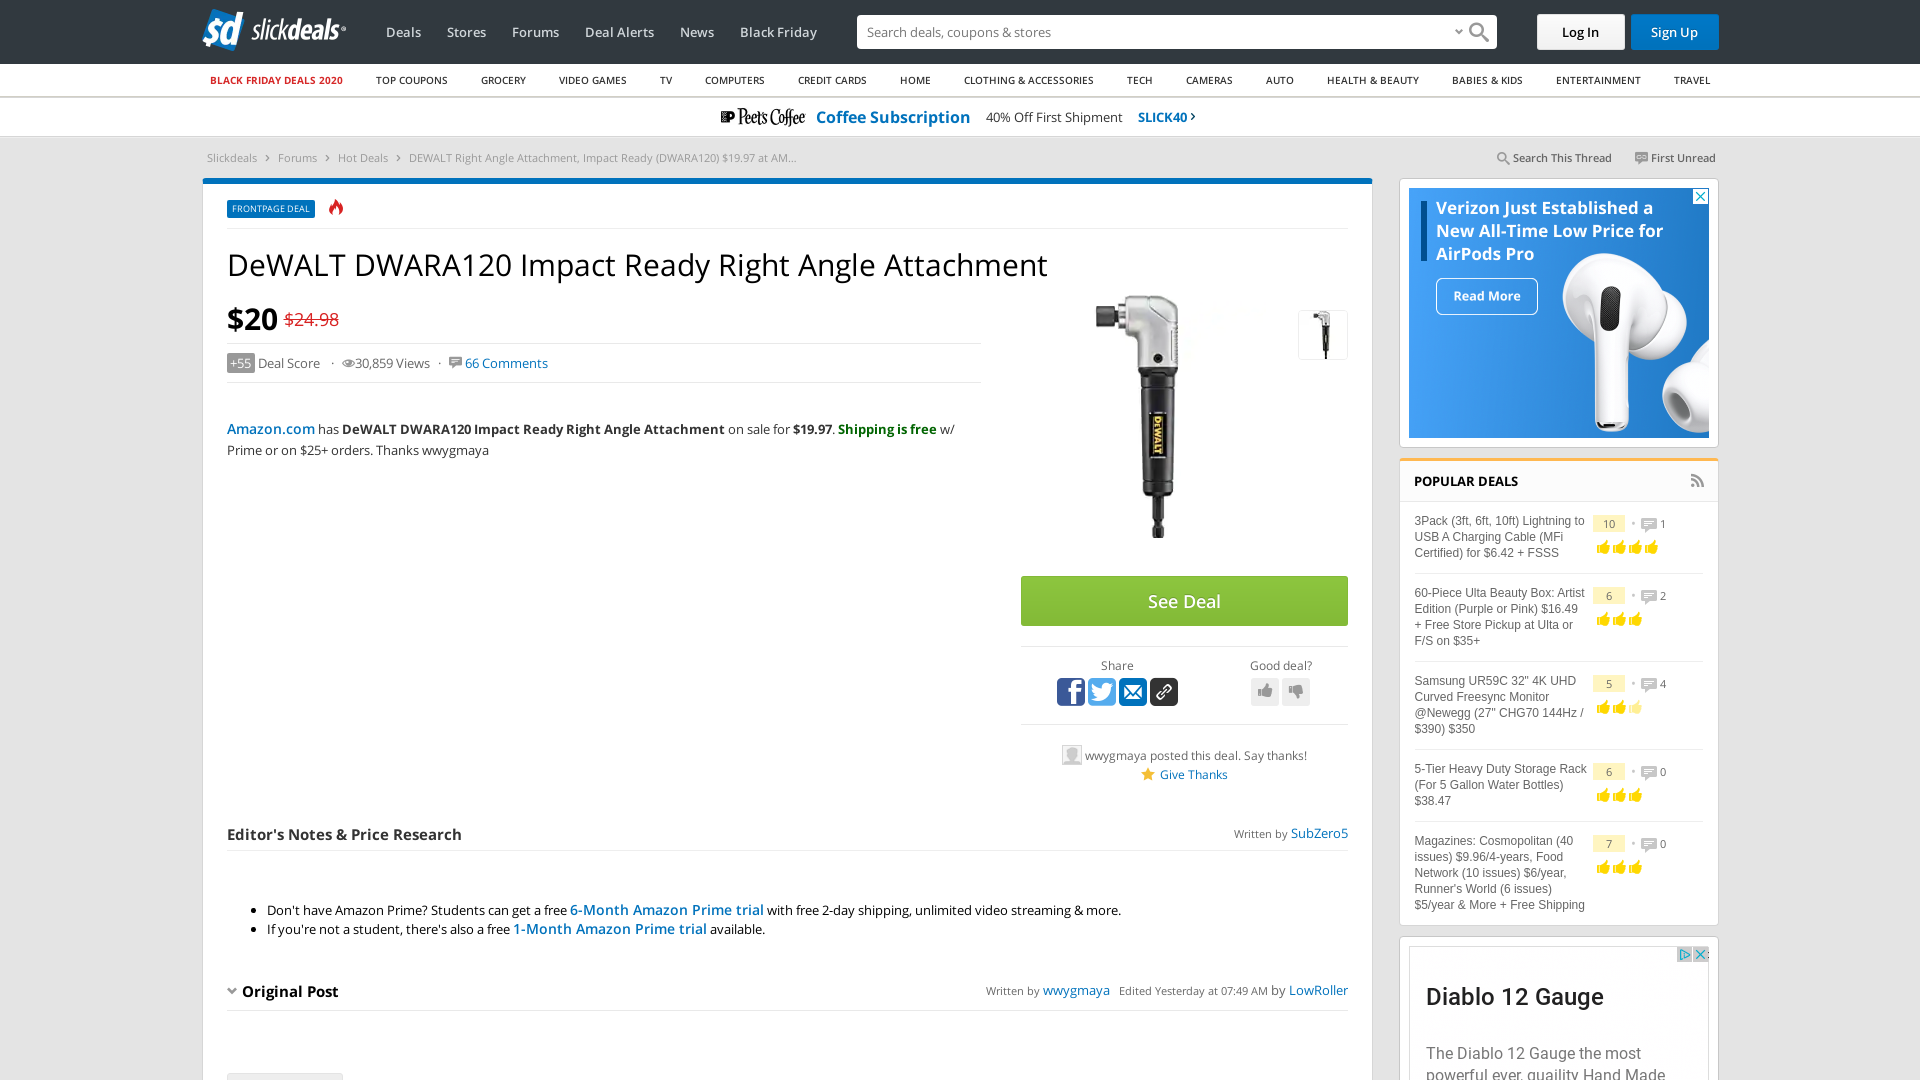 sd slickdeals
Deals Stores Forums Deal Alerts News Black Friday
Search deals, coupons & shops
Log In
Sign Up
BLACK FRIDAY DEALS 2020 TOP COUPONS GROCERY VIDEO GAMES TV COMPUTERS CREDIT CARDS HOME CLOTHING & ACCESSORIES TECH CAMERAS AUTO HEALTH & BEAUTY BABIES & KIDS ENTERTAINMENT TRAVEL
Peet's Coffee Coffee Subscription 40% Off First Shipment SLICK40
Slickdeals Forums Hot Deals DEWALT Right Angle Attachment, Impact Ready (DWARA120) $19.97 at AM...
Search This Thread First Unread
FRONTPAGE DEAL
DeWALT DWARA120 Impact Ready Right Angle Attachment
$20 $24.98
+55 Deal Score · 30,859 Views · 66 Comments
Amazon.com has DeWALT DWARA120 Impact Ready Right Angle Attachment on sale for $19.97. Shipping is free w/
Prime or on $25+ orders. Thanks wwygmaya
DEWALT
See Deal
Share
Good deal?
wwygmaya posted this deal. Say thanks!
Give Thanks
Editor's Notes & Price Research
Written by SubZero5
Don't have Amazon Prime? Students can get a free 6-Month Amazon Prime trial with free 2-day shipping, unlimited video streaming & more.
If you're not a student, there's also a free 1-Month Amazon Prime trial available.
Original Post
Written by wwygmaya Edited Yesterday at 07:49 AM by LowRoller
Verizon Just Established a
New All-Time Low Price for
AirPods Pro
Read More
POPULAR DEALS
3Pack (3ft, 6ft, 10ft) Lightning to
USB A Charging Cable (MFi
Certified) for $6.42 + FSSS
10 • 1
60-Piece Ulta Beauty Box: Artist
Edition (Purple or Pink) $16.49
+ Free Store Pickup at Ulta or
F/S on $35+
6 • 2
Samsung UR59C 32" 4K UHD
Curved Freesync Monitor
@Newegg (27" CHG70 144Hz /
$390) $350
5 • 4
5-Tier Heavy Duty Storage Rack
(For 5 Gallon Water Bottles)
$38.47
6 • 0
Magazines: Cosmopolitan (40
issues) $9.96/4-years, Food
Network (10 issues) $6/year,
Runner's World (6 issues)
$5/year & More + Free Shipping
7 • 0
Diablo 12 Gauge
The Diablo 12 Gauge the most
powerful ever, quaility Hand Made